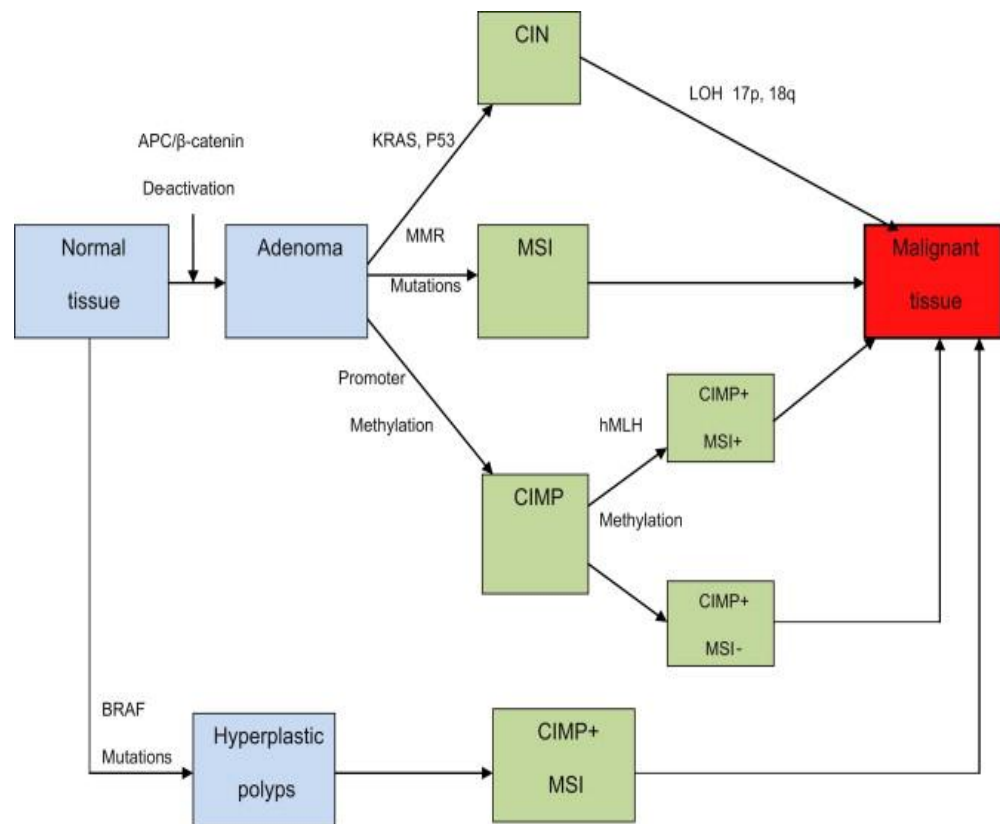 CIN
LOH 17p, 18q
APC/β-catenin
De-activation
KRAS, P53
Normal
tissue
Adenoma
MMR
Mutations
MSI
Malignant
tissue
Promoter
Methylation
hMLH
Methylation
CIMP+
MSI+
CIMP
CIMP+
MSI-
BRAF
Mutations
Hyperplastic
polyps
CIMP+
MSI